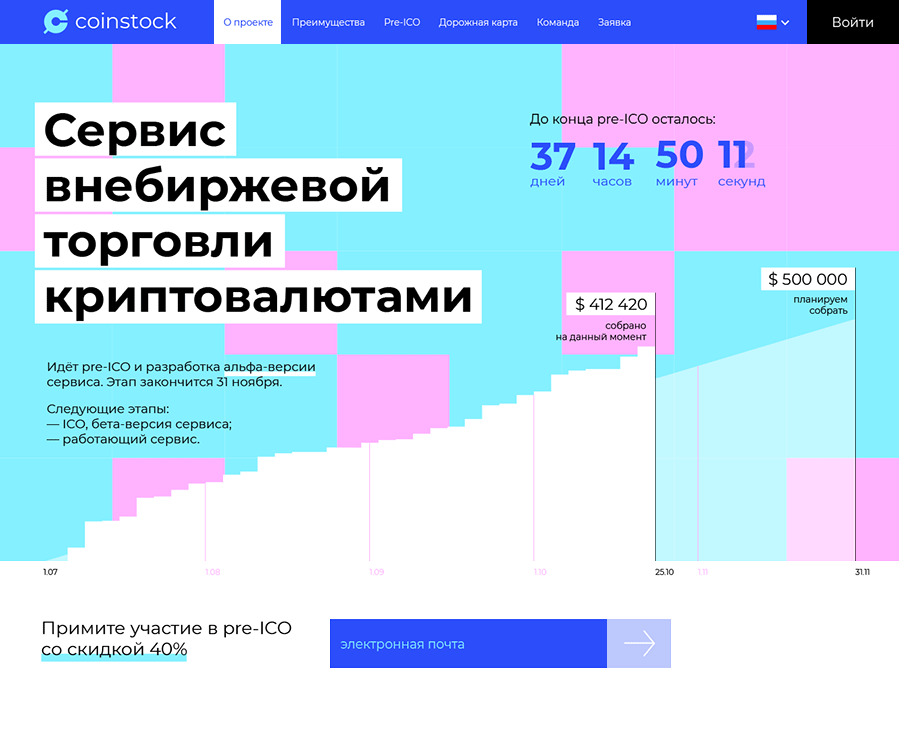 coinstock
О проекте
Преимущества
Pre-ICO
Дорожная карта
Команда
Заявка
Войти
Сервис
внебиржевой
торговли
криптовалютами
До конца pre-ICO осталось:
37 14 50 11
дней часов минут секунд
$ 500 000
планируем
собрать
$ 412 420
собрано
на данный момент
Идёт pre-ICO и разработка альфа-версии
сервиса. Этап закончится 31 ноября.
Следующие этапы:
— ICO, бета-версия сервиса;
— работающий сервис.
1.07
1.08
1.09
1.10
25.10
1.11
31.11
Примите участие в pre-ICO
со скидкой 40%
электронная почта